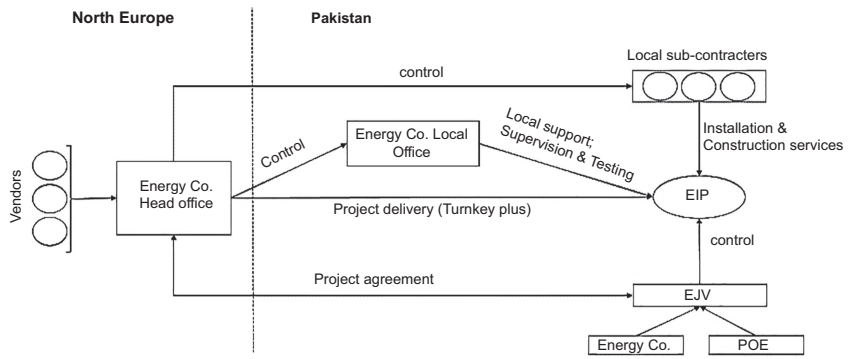 North Europe
Pakistan
Local sub-contracters
control
Local support;
Supervision & Testing
Installation &
Construction services
Energy Co. Local
Office
Control
Vendors
Energy Co.
Head office
EIP
Project delivery (Turnkey plus)
control
Project agreement
EJV
Energy Co.
POE